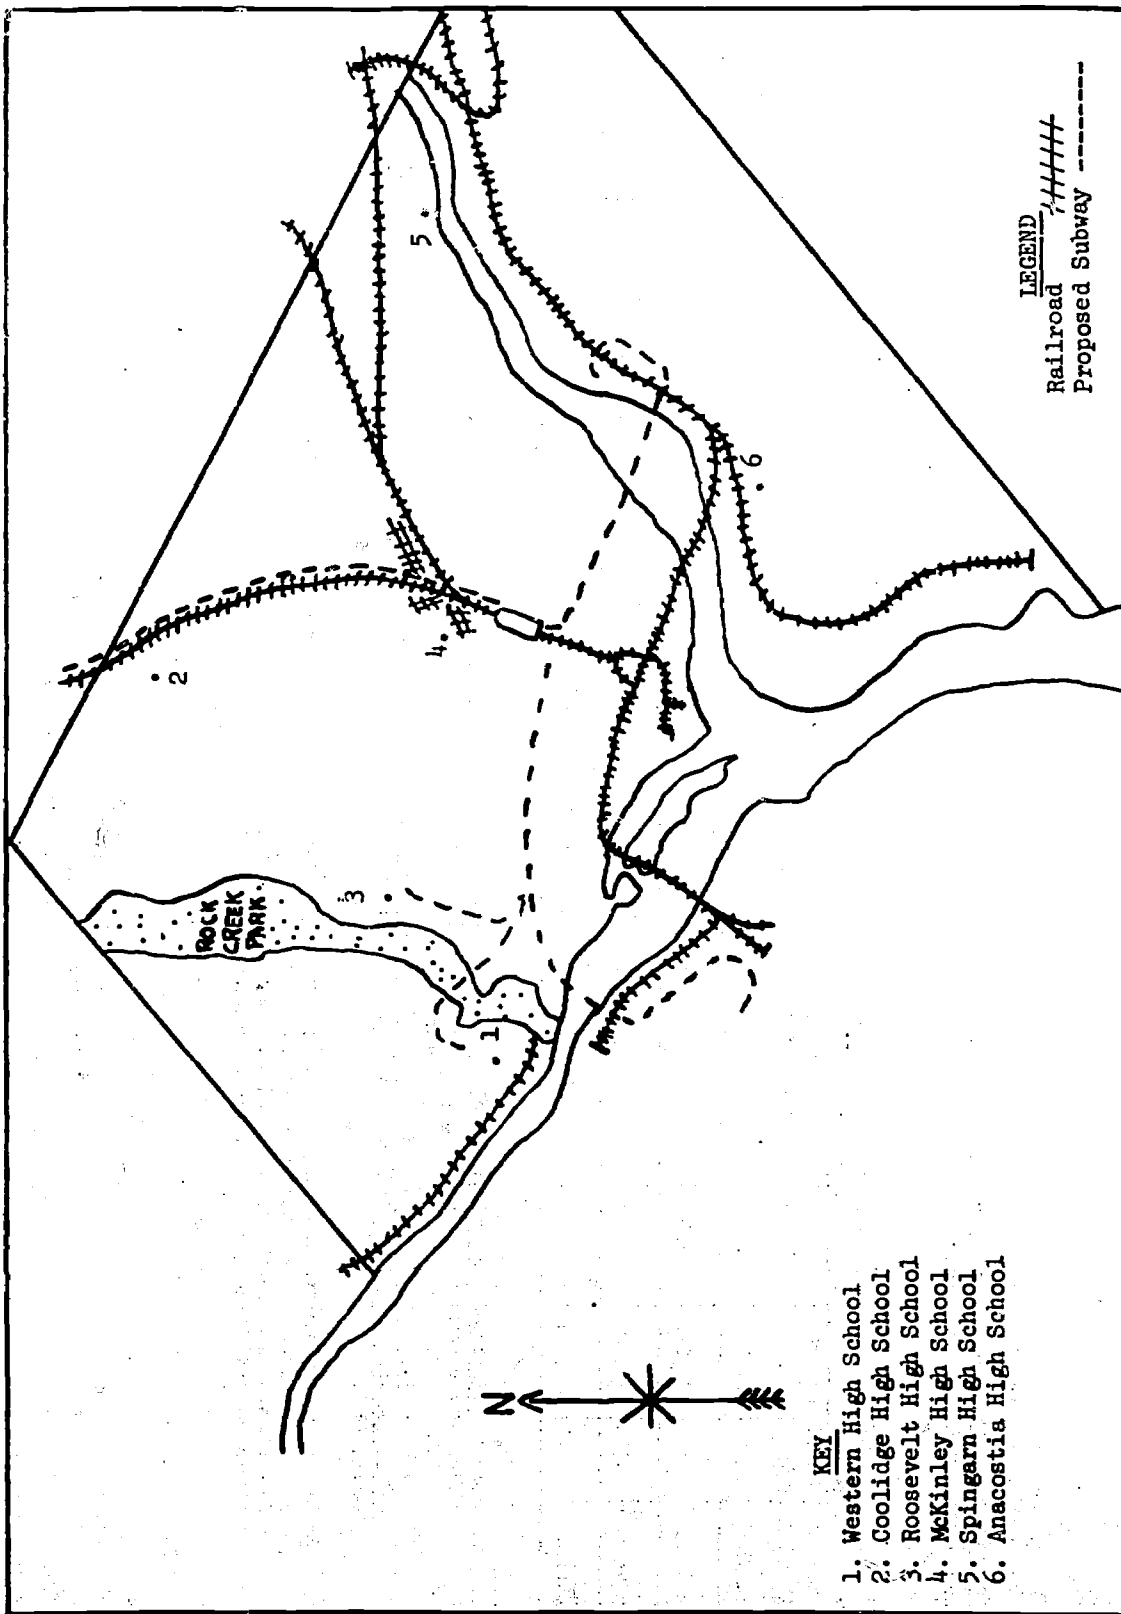 ROCK
CREEK
PARK
1
2
3
4
5
6
N
KEY
1. Western High School
2. Coolidge High School
3. Roosevelt High School
4. McKinley High School
5. Spingarn High School
6. Anacostia High School
LEGEND
Railroad
Proposed Subway